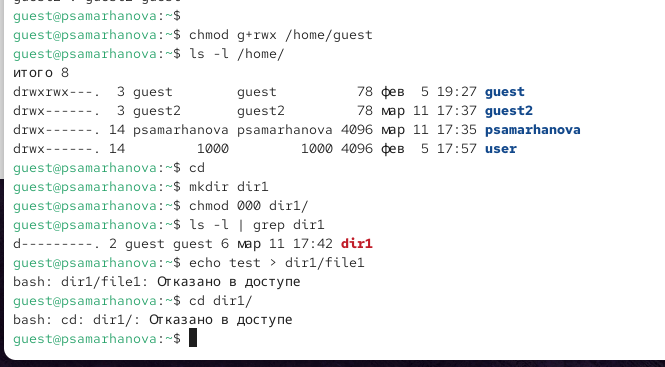 guest@psamarhanova:~$
guest@psamarhanova:~$ chmod g+rwx /home/guest
guest@psamarhanova:~$ ls -l /home/
итого 8
drwxrwx---.  3 guest        guest          78 фев  5 19:27 guest
drwx------.  3 guest2       guest2         78 мар 11 17:37 guest2
drwx------. 14 psamarhanova psamarhanova 4096 мар 11 17:35 psamarhanova
drwx------. 14         1000         1000 4096 фев  5 17:57 user
guest@psamarhanova:~$ cd
guest@psamarhanova:~$ mkdir dir1
guest@psamarhanova:~$ chmod 000 dir1/
guest@psamarhanova:~$ ls -l | grep dir1
d---------. 2 guest guest 6 мар 11 17:42 dir1
guest@psamarhanova:~$ echo test > dir1/file1
bash: dir1/file1: Отказано в доступе
guest@psamarhanova:~$ cd dir1/
bash: cd: dir1/: Отказано в доступе
guest@psamarhanova:~$